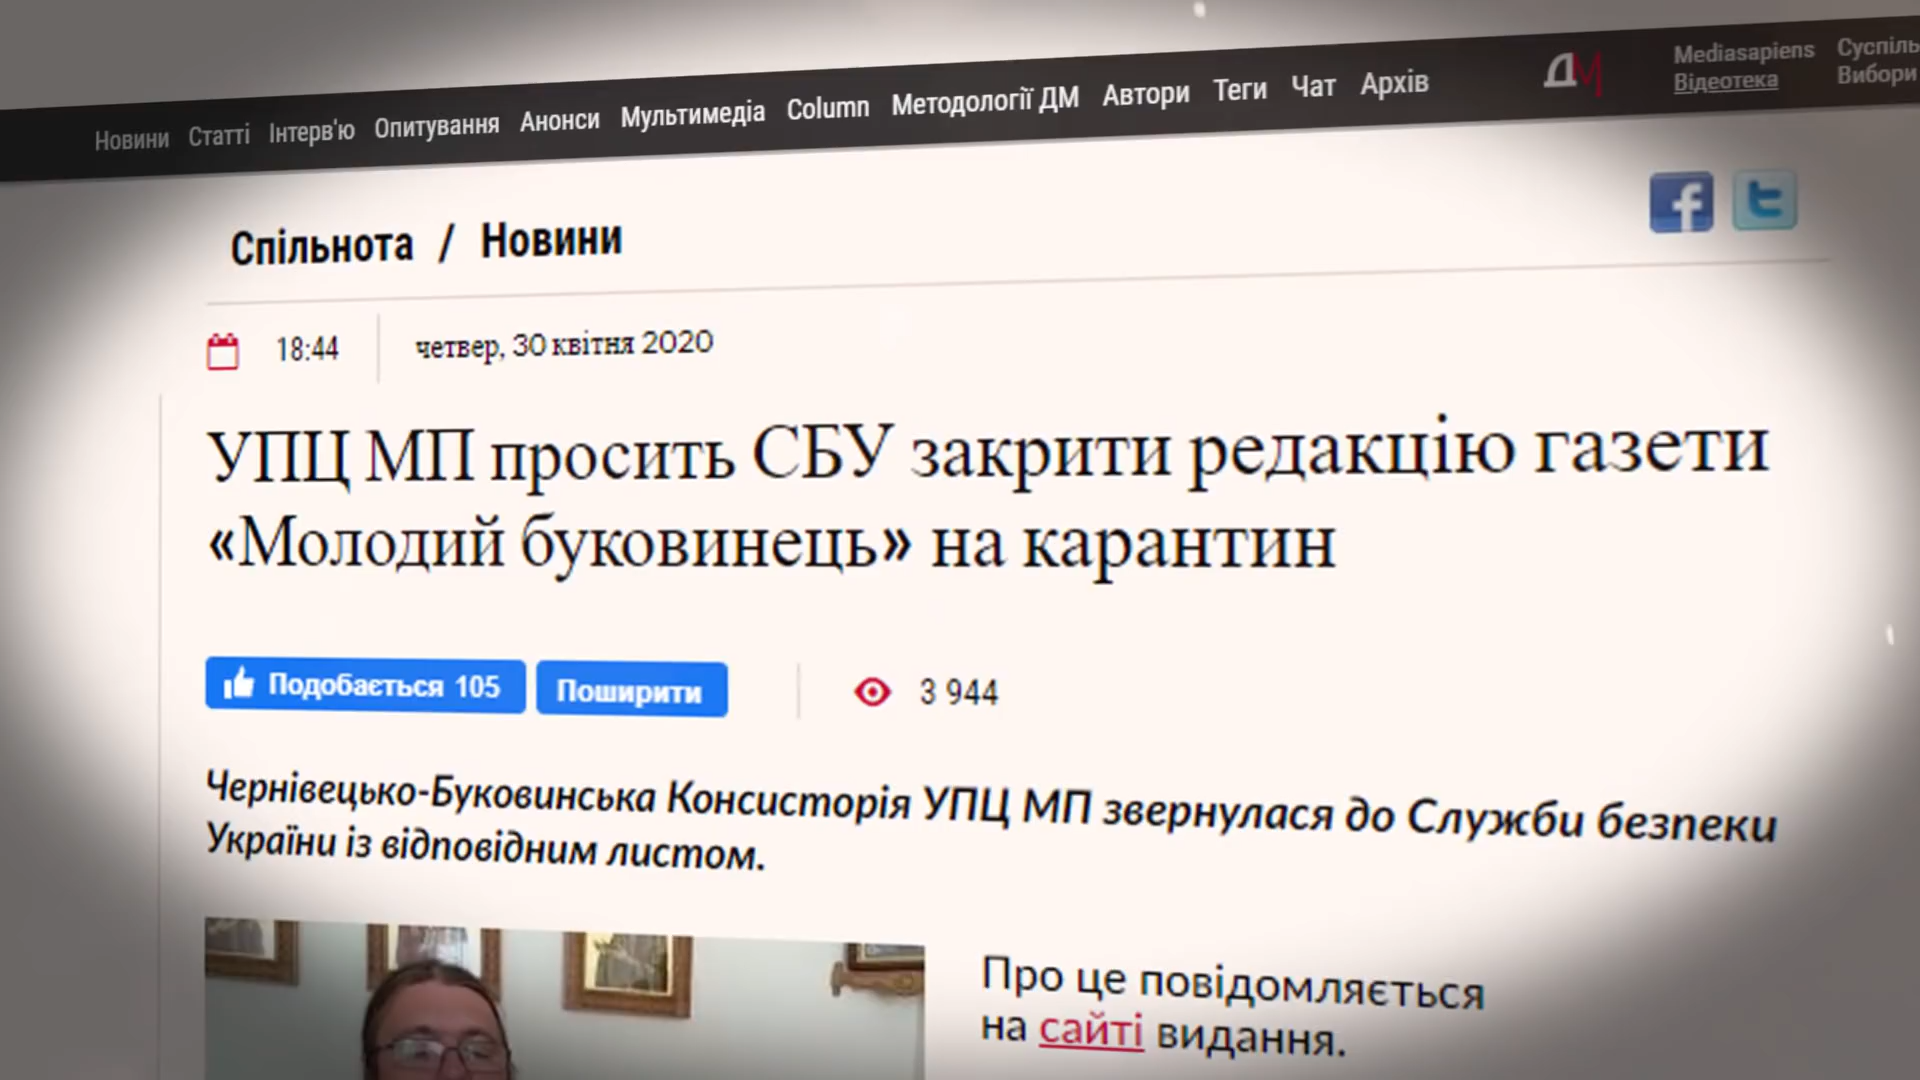 Новини Статті Інтерв'ю Опитування Анонси Мультимедіа Column Методології ДМ Автори Теги Чат Архів
ДМ
Mediasapiens
Відеотека
Вибори
Спільнота / Новини
18:44 четвер, 30 квітня 2020
УПЦ МП просить СБУ закрити редакцію газети
«Молодий буковинець» на карантин
Подобається 105 Поширити 3 944
Чернівецько-Буковинська Консисторія УПЦ МП звернулася до Служби безпеки
України із відповідним листом.
Про це повідомляється
на сайті видання.